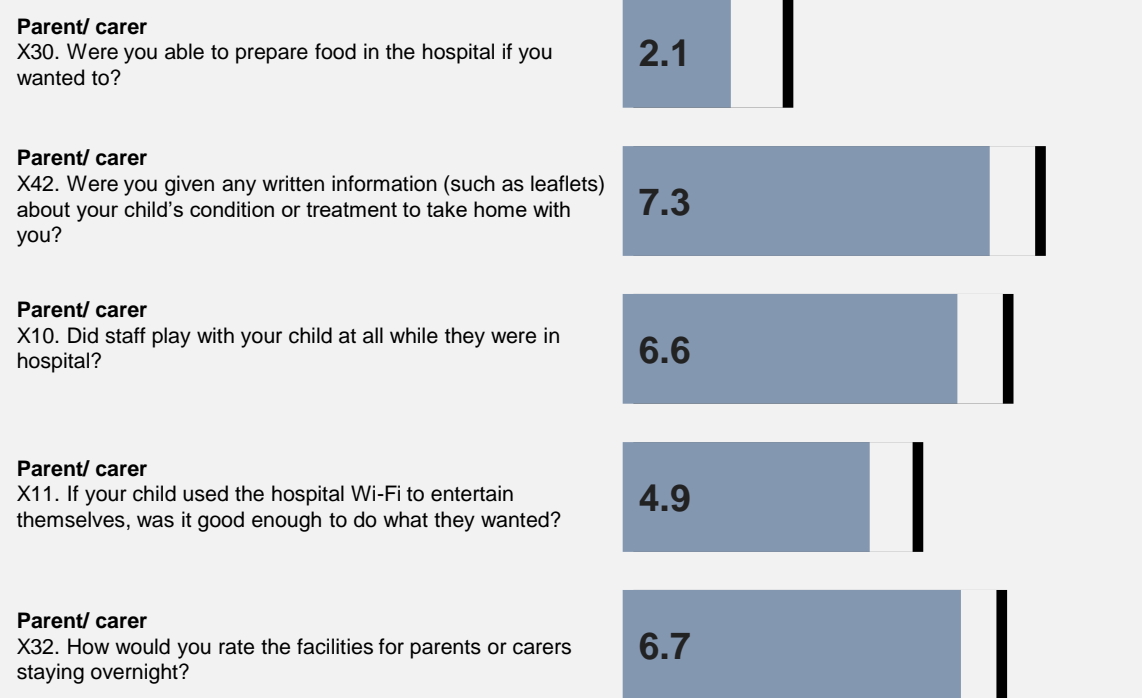 Parent/ carer
X30. Were you able to prepare food in the hospital if you
wanted to?
2.1
Parent/ carer
X42. Were you given any written information (such as leaflets)
about your child’s condition or treatment to take home with
you?
7.3
Parent/ carer
X10. Did staff play with your child at all while they were in
hospital?
6.6
Parent/ carer
X11. If your child used the hospital Wi-Fi to entertain
themselves, was it good enough to do what they wanted?
4.9
Parent/ carer
X32. How would you rate the facilities for parents or carers
staying overnight?
6.7